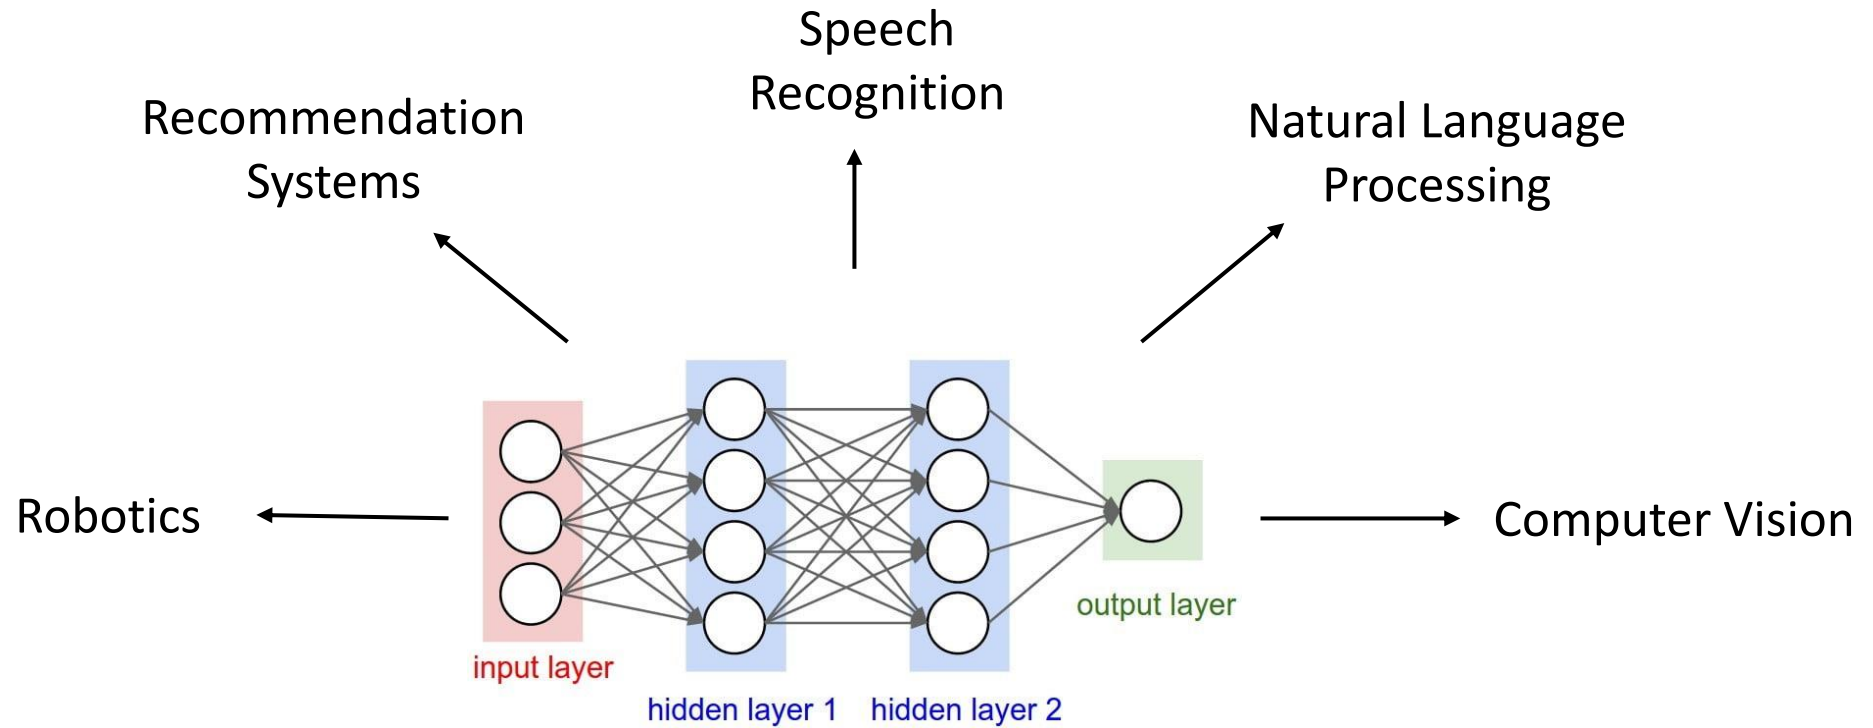 Speech
Recognition
Recommendation
Systems
Natural Language
Processing
Robotics
Computer Vision
output layer
input layer
hidden layer 1
hidden layer 2